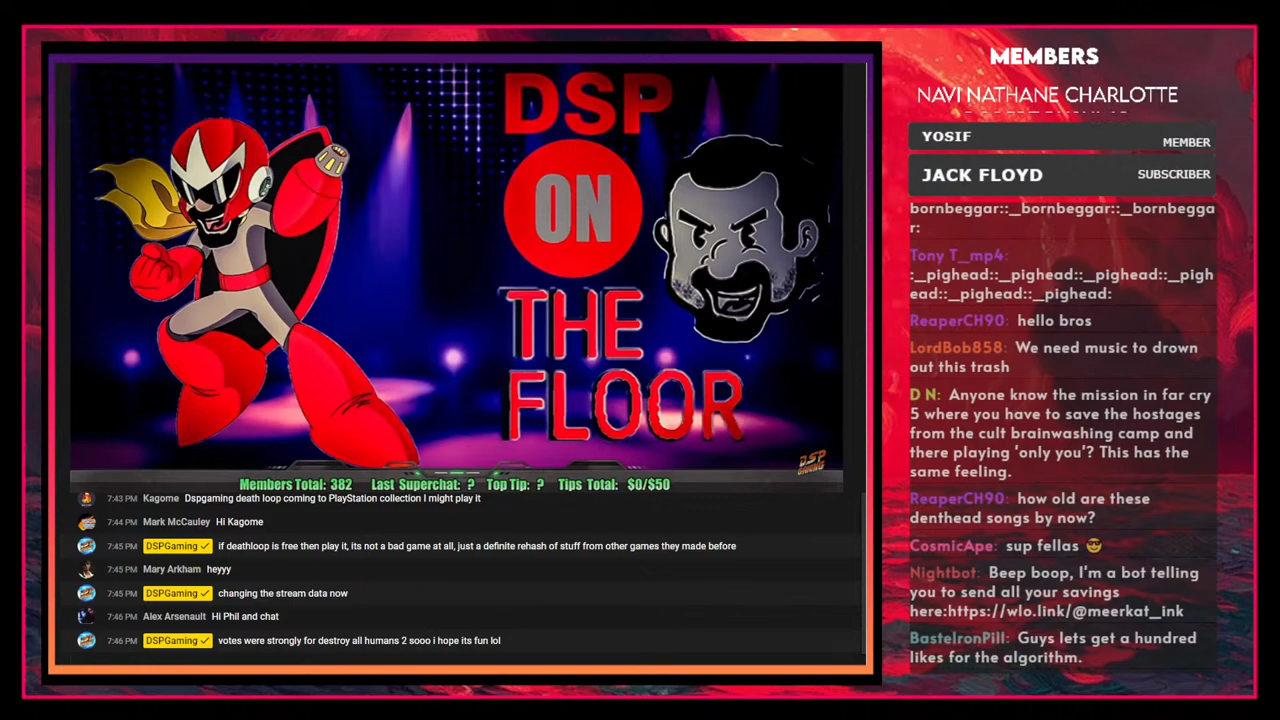 DSP
ON
THE
FLOOR
DSP
GAMING
Members Total: 382 Last Superchat: ? Top Tip: ? Tips Total: $0/$50
7:43 PM Kagome Dspgaming death loop coming to PlayStation collection I might play it
7:44 PM Mark McCauley Hi Kagome
7:45 PM DSPGaming if deathloop is free then play it, its not a bad game at all, just a definite rehash of stuff from other games they made before
7:45 PM Mary Arkham heyyy
7:45 PM DSPGaming changing the stream data now
7:46 PM Alex Arsenault Hi Phil and chat
7:46 PM DSPGaming votes were strongly for destroy all humans 2 sooo i hope its fun lol
MEMBERS
NAVI NATHANE CHARLOTTE
YOSIF MEMBER
JACK FLOYD SUBSCRIBER
bornbeggar::_bornbeggar::_bornbegga
r:
Tony T_mp4:
:_pighead::_pighead::_pighead::_pigh
ead::_pighead::_pighead:
ReaperCH90: hello bros
LordBob858: We need music to drown
out this trash
D N: Anyone know the mission in far cry
5 where you have to save the hostages
from the cult brainwashing camp and
there playing 'only you'? This has the
same feeling.
ReaperCH90: how old are these
denthead songs by now?
CosmicApe: sup fellas 😎
Nightbot: Beep boop, I'm a bot telling
you to send all your savings
here:https://wlo.link/@meerkat_ink
BasteIronPill: Guys lets get a hundred
likes for the algorithm.